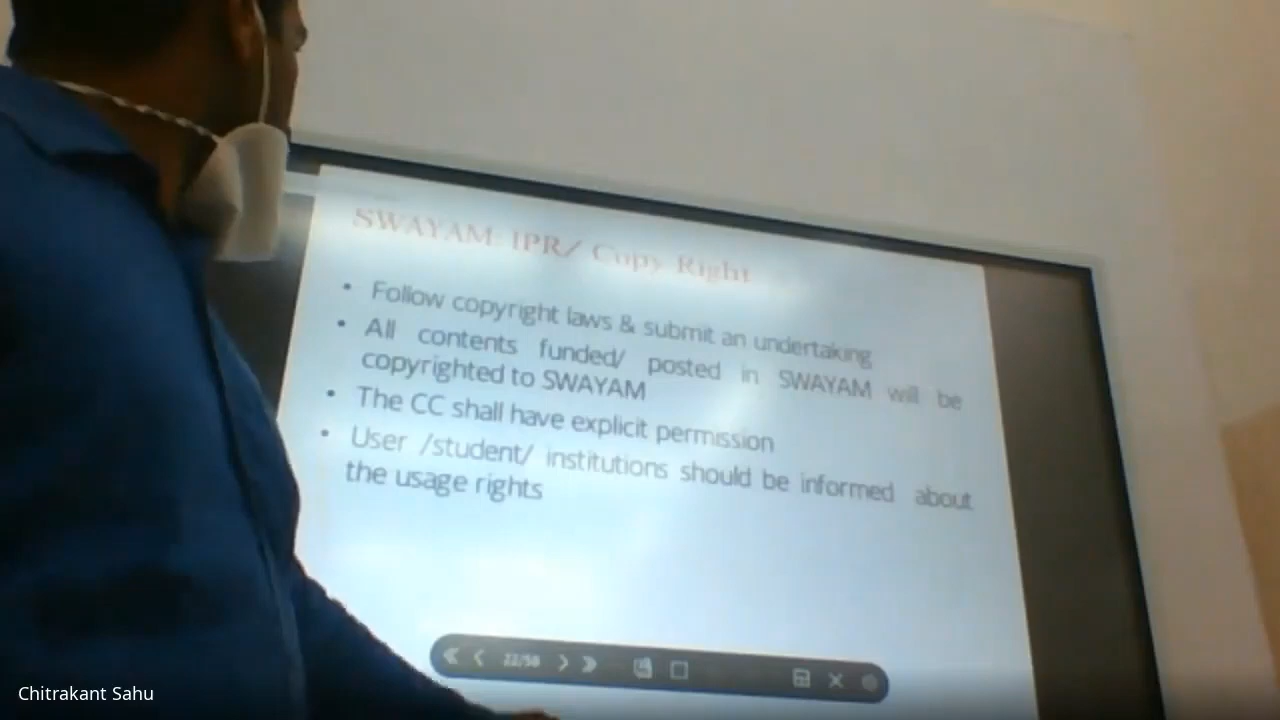 SWAYAM IPR/ Copy Right
• Follow copyright laws & submit an undertaking
• All contents funded/ posted in SWAYAM will be
copyrighted to SWAYAM
• The CC shall have explicit permission
• User /student/ institutions should be informed about
the usage rights
22/58
Chitrakant Sahu